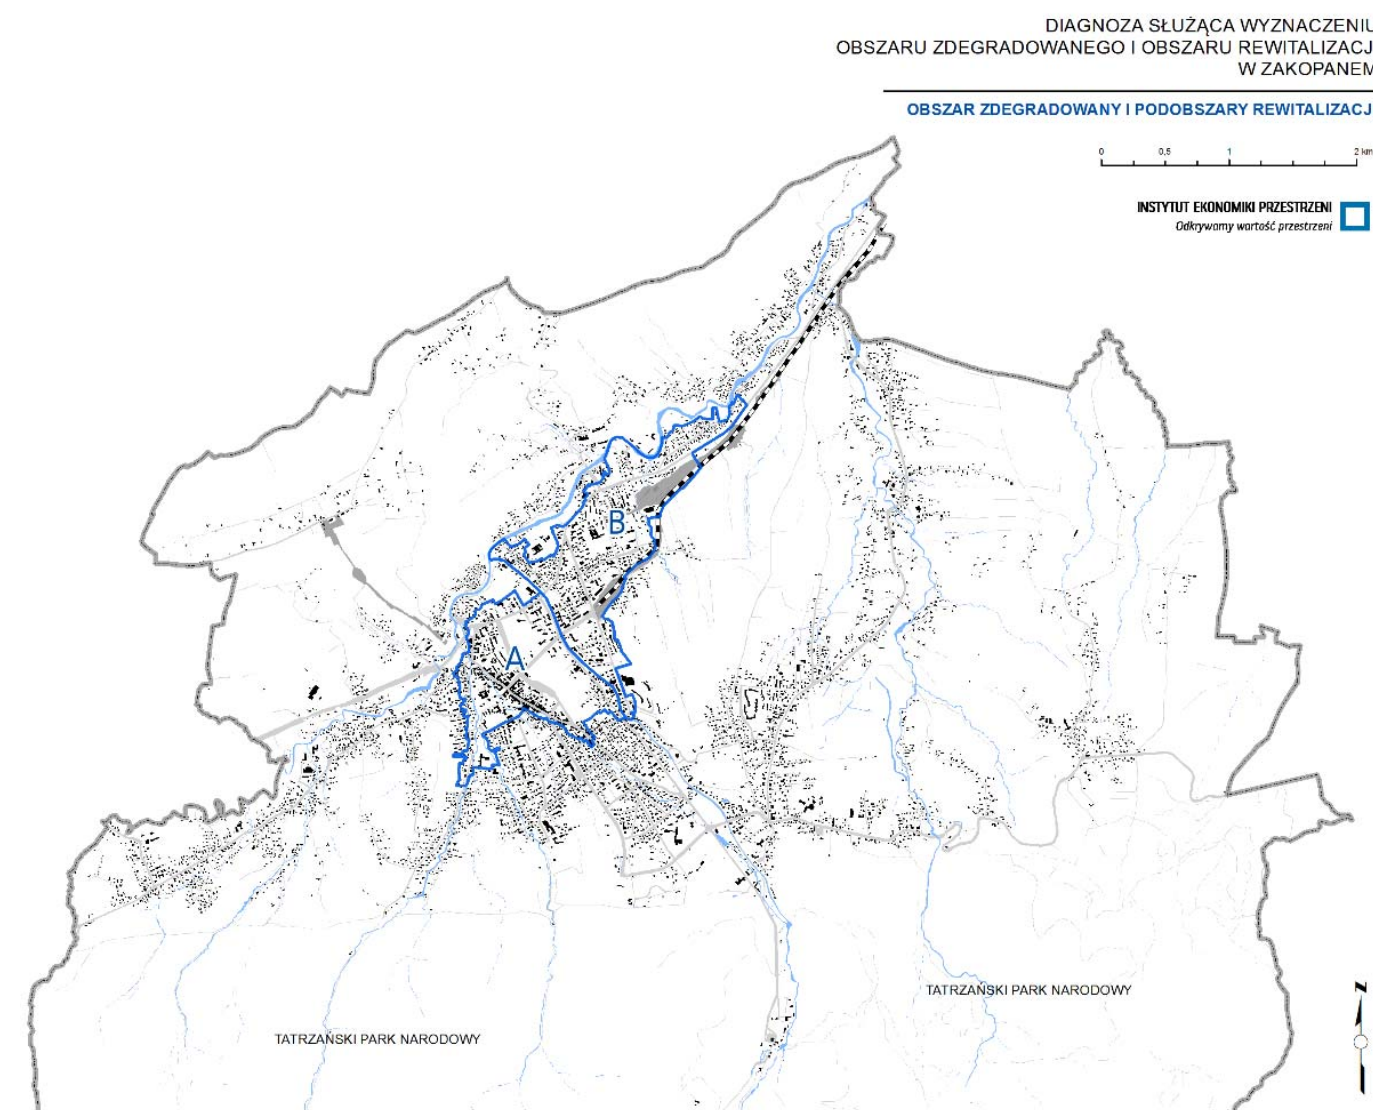 DIAGNOZA SŁUŻĄCA WYZNACZENIU
OBSZARU ZDEGRADOWANEGO I OBSZARU REWITALIZACJI
W ZAKOPANEM
OBSZAR ZDEGRADOWANY I PODOBSZARY REWITALIZACJI
0 0,5 1 2 km
INSTYTUT EKONOMIKI PRZESTRZENI
Odkrywamy wartość przestrzeni
B
A
TATRZAŃSKI PARK NARODOWY
TATRZAŃSKI PARK NARODOWY
N